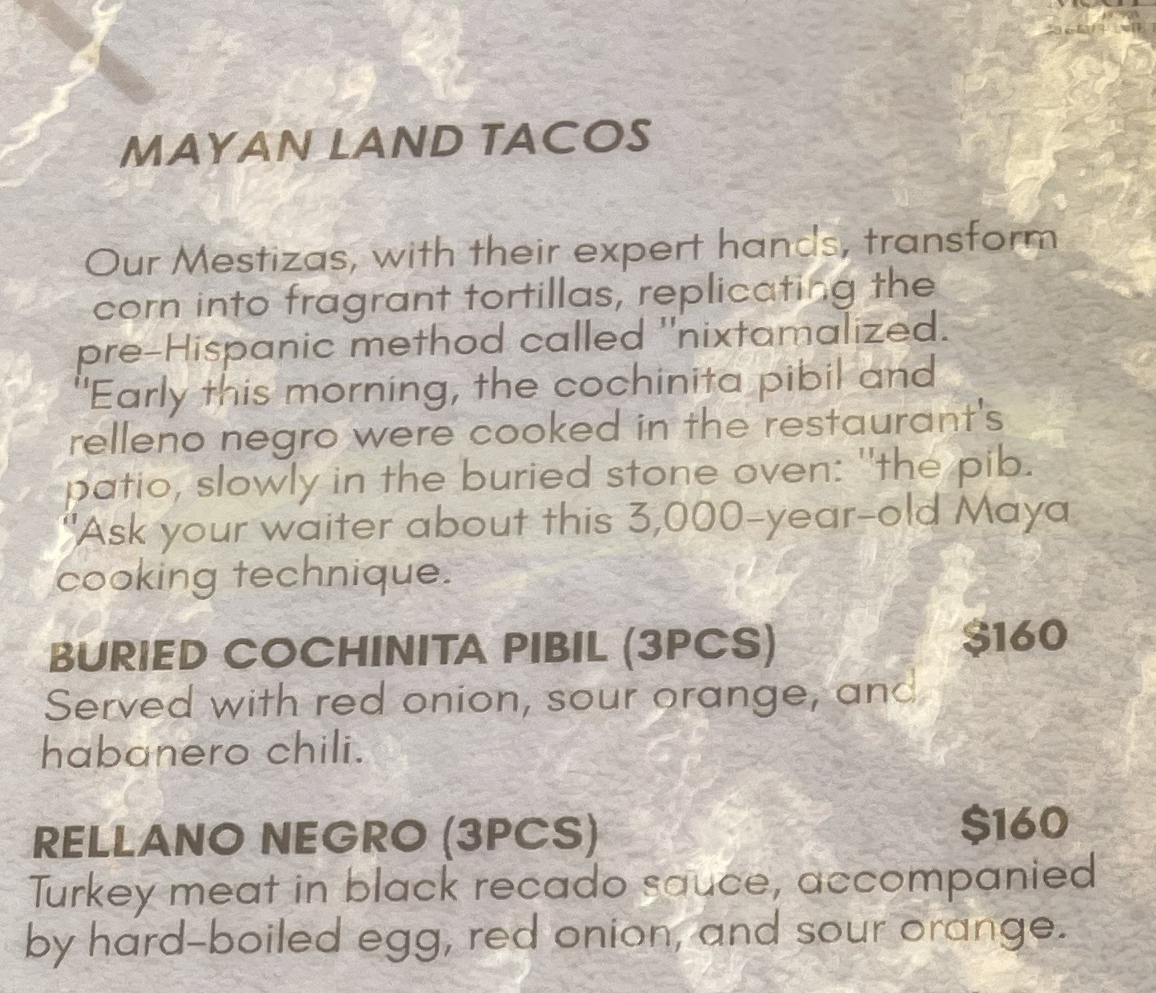 MAYAN LAND TACOS
Our Mestizas, with their expert hands, transform
corn into fragrant tortillas, replicating the
pre-Hispanic method called "nixtamalized.
"Early this morning, the cochinita pibil and
relleno negro were cooked in the restaurant's
patio, slowly in the buried stone oven: "the pib.
"Ask your waiter about this 3,000-year-old Maya
cooking technique.
BURIED COCHINITA PIBIL (3PCS) $160
Served with red onion, sour orange, and
habanero chili.
RELLANO NEGRO (3PCS) $160
Turkey meat in black recado sauce, accompanied
by hard-boiled egg, red onion, and sour orange.